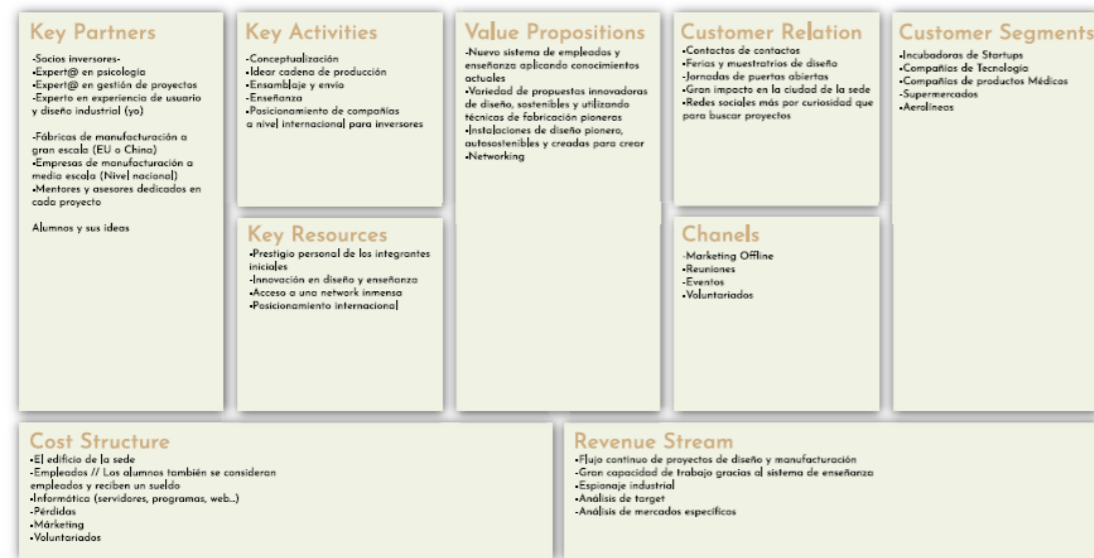 Key Partners
-Socios inversores-
-Expert@ en psicología
-Expert@ en gestión de proyectos
-Experto en experiencia de usuario
y diseño industrial (yo)
-Fábricas de manufacturación a
gran escala (EU o China)
-Empresas de manufacturación a
media escala (Nivel nacional)
-Mentores y asesores dedicados en
cada proyecto
Alumnos y sus ideas
Key Activities
-Conceptualización
-Idear cadena de producción
-Ensamblaje y envío
-Enseñanza
-Posicionamiento de compañías
a nivel internacional para inversores
Key Resources
-Prestigio personal de los integrantes
iniciales
-Innovación en diseño y enseñanza
-Acceso a una network inmensa
-Posicionamiento internacional
Value Propositions
-Nuevo sistema de empleados y
enseñanza aplicando conocimientos
actuales
-Variedad de propuestas innovadoras
de diseño, sostenibles y utilizando
técnicas de fabricación pioneras
-Instalaciones de diseño pionero,
autosostenibles y creadas para crear
-Networking
Customer Relation
-Contactos de contactos
-Ferias y muestratrios de diseño
-Jornadas de puertas abiertas
-Gran impacto en la ciudad de la sede
-Redes sociales más por curiosidad que
para buscar proyectos
Chanels
-Marketing Offline
-Reuniones
-Eventos
-Voluntariados
Customer Segments
-Incubadoras de Startups
-Compañías de Tecnología
-Compañías de productos Médicos
-Supermercados
-Aerolíneas
Cost Structure
-El edificio de la sede
-Empleados // Los alumnos también se consideran
empleados y reciben un sueldo
-Informática (servidores, programas, web...)
-Pérdidas
-Márketing
-Voluntariados
Revenue Stream
-Flujo continuo de proyectos de diseño y manufacturación
-Gran capacidad de trabajo gracias al sistema de enseñanza
-Espionaje industrial
-Análisis de target
-Análisis de mercados específicos